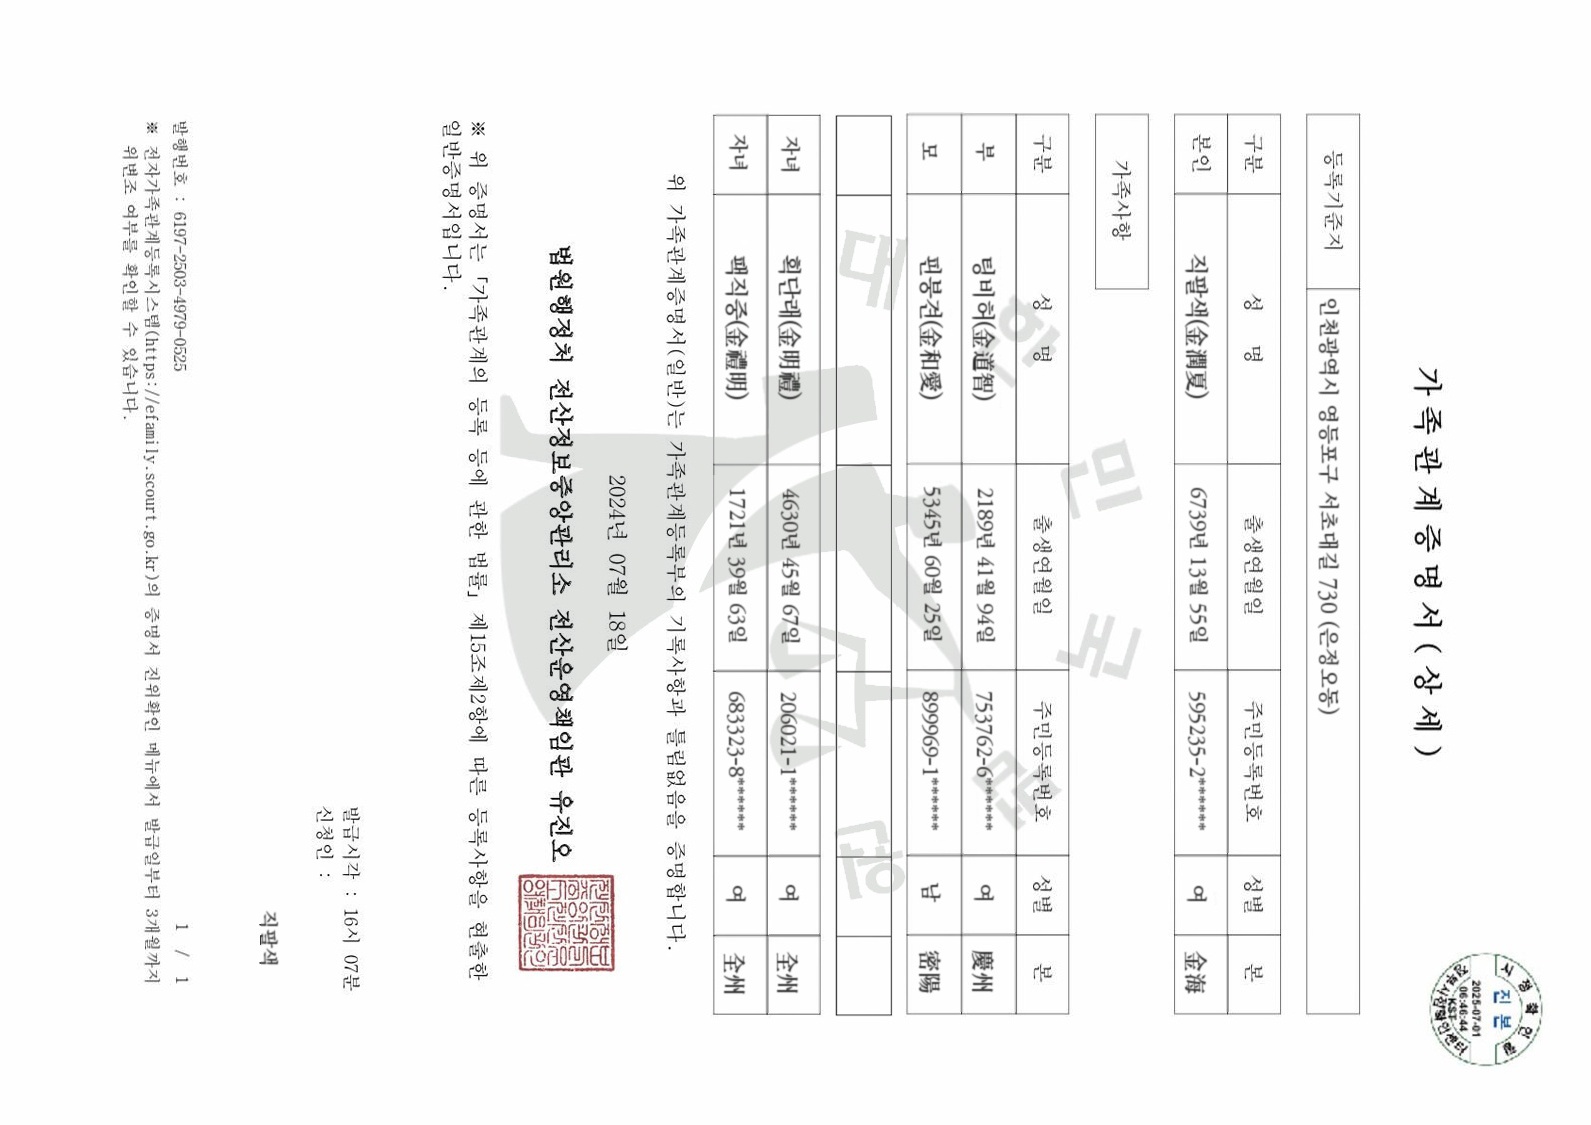 가 족 관 계 증 명 서 ( 상 세 )
등록기준지 인천광역시 영등포구 서초대길 730 (은정오동)
구분 성 명 출생연월일 주민등록번호 성별 본
본인 직팔색(金潤夏) 6739년 13월 55일 595235-2****** 여 金海
가족사항
구분 성 명 출생연월일 주민등록번호 성별 본
부 팅비허(金道智) 2189년 41월 94일 753762-6****** 여 慶州
모 핀붕건(金和愛) 5345년 60월 25일 899969-1****** 남 密陽
자녀 획단래(金明禮) 4630년 45월 67일 206021-1****** 여 全州
자녀 팩직중(金禮明) 1721년 39월 63일 683323-8****** 여 全州
위 가족관계증명서(일반)는 가족관계등록부의 기록사항과 틀림없음을 증명합니다.
2024년 07월 18일
법원행정처 전산정보중앙관리소 전산운영책임관 유진오
※ 위 증명서는 「가족관계의 등록 등에 관한 법률」 제15조제2항에 따른 등록사항을 현출한
일반증명서입니다.
발급시각 : 16시 07분
신청인 :
직팔색
발행번호 : 6197-2503-4979-0525 1 / 1
※ 전자가족관계등록시스템(https://efamily.scourt.go.kr)의 증명서 진위확인 메뉴에서 발급일부터 3개월까지
위변조 여부를 확인할 수 있습니다.
대 한 민 국 법 원
시 정 확 인 필
진 본
2025-07-01
06:46:44
KST